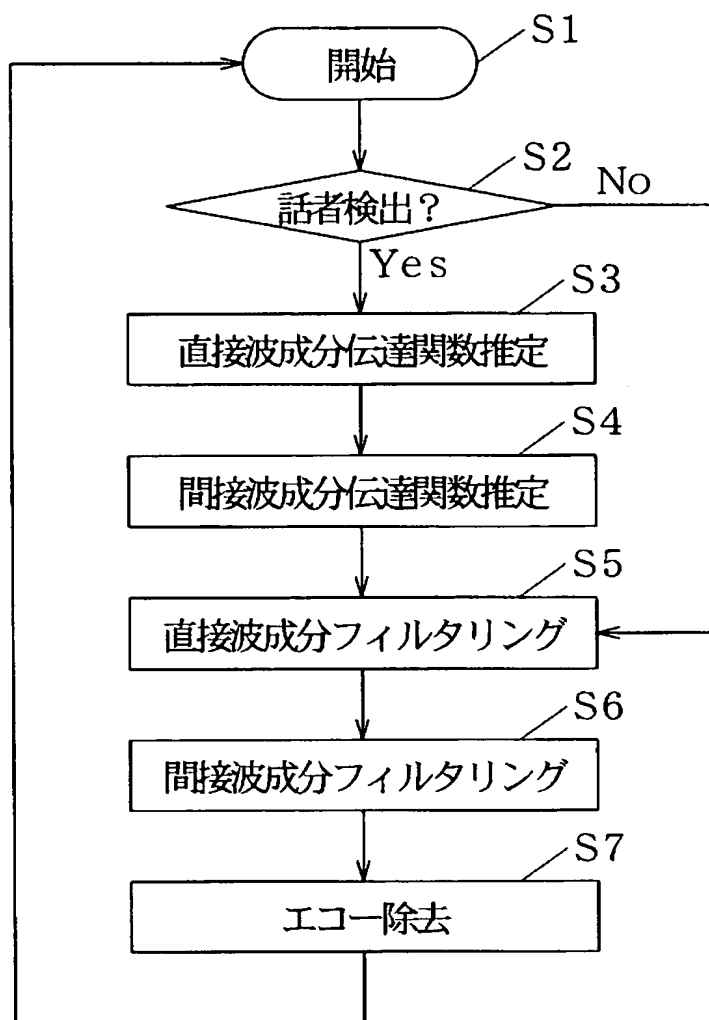 S1
開始
S2
話者検出?
No
Yes
S3
直接波成分伝達関数推定
S4
間接波成分伝達関数推定
S5
直接波成分フィルタリング
S6
間接波成分フィルタリング
S7
エコー除去